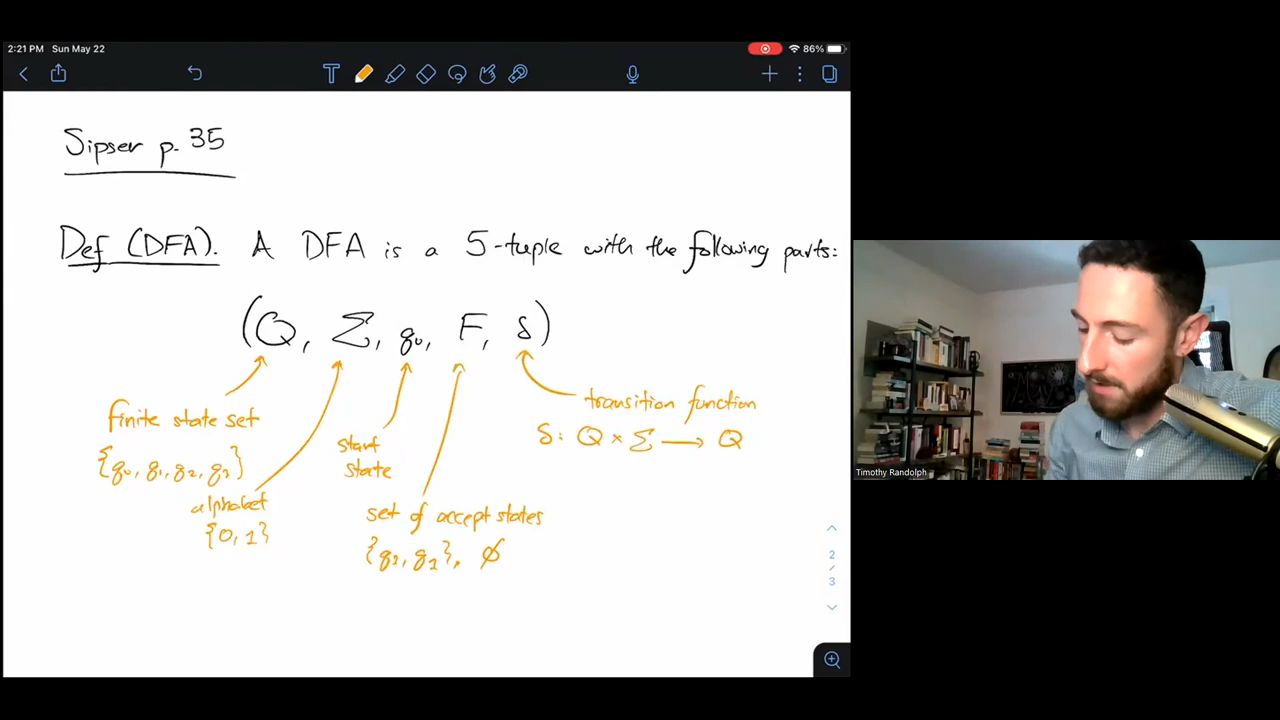 2:21 PM Sun May 22
86%
Sipser p. 35
Def (DFA). A DFA is a 5-tuple with the following parts:
(Q, Σ, q₀, F, δ)
finite state set
{q₀, q₁, q₂, q₃}
alphabet
{0, 1}
start
state
set of accept states
∅
transition function
δ: Q × Σ → Q
2
/
3
Timothy Randolph